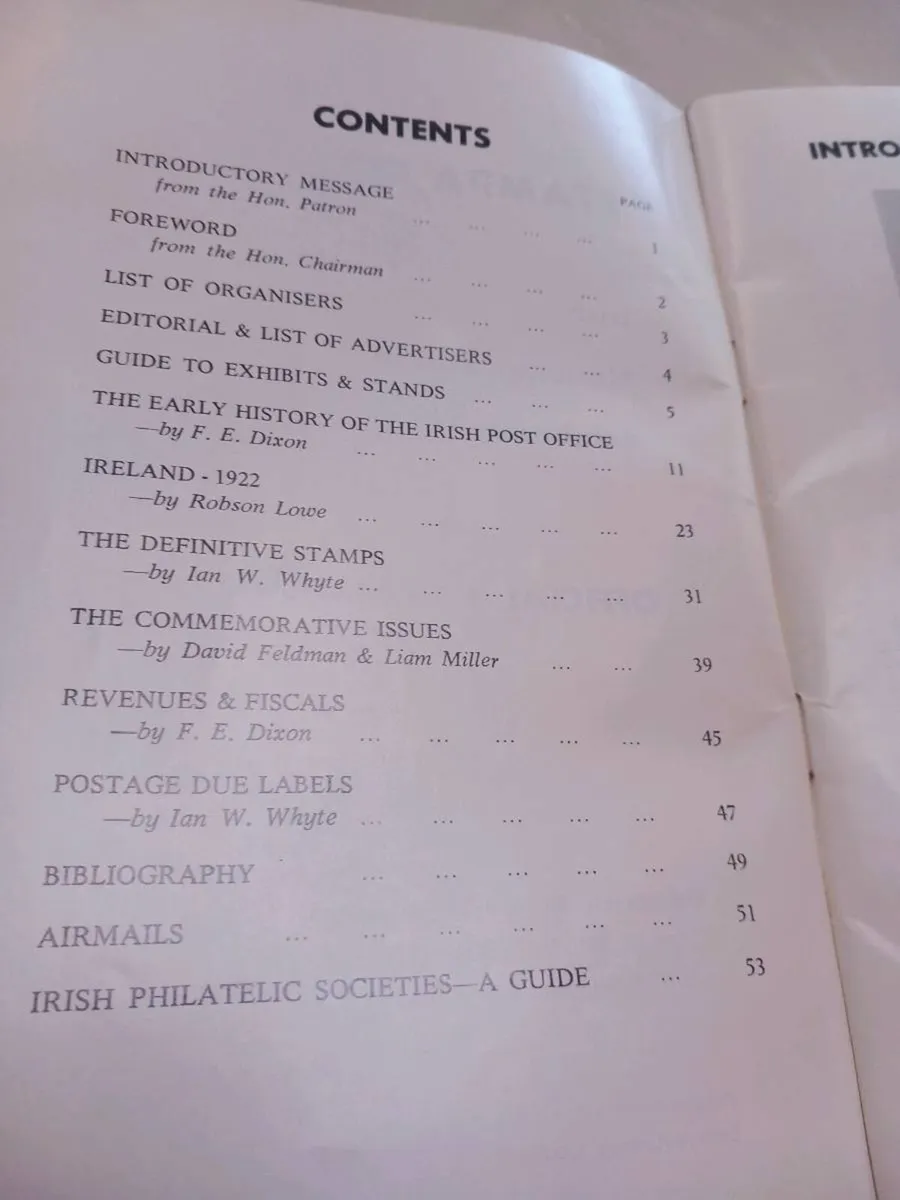 CONTENTS
PAGE
INTRODUCTORY MESSAGE
from the Hon. Patron ... ... ... ... 1
FOREWORD
from the Hon. Chairman ... ... ... ... 2
LIST OF ORGANISERS ... ... ... ... 3
EDITORIAL & LIST OF ADVERTISERS ... ... 4
GUIDE TO EXHIBITS & STANDS ... ... ... 5
THE EARLY HISTORY OF THE IRISH POST OFFICE
—by F. E. Dixon ... ... ... ... ... 11
IRELAND - 1922
—by Robson Lowe ... ... ... ... ... 23
THE DEFINITIVE STAMPS
—by Ian W. Whyte ... ... ... ... ... 31
THE COMMEMORATIVE ISSUES
—by David Feldman & Liam Miller ... ... 39
REVENUES & FISCALS
—by F. E. Dixon ... ... ... ... ... 45
POSTAGE DUE LABELS
—by Ian W. Whyte ... ... ... ... ... 47
BIBLIOGRAPHY ... ... ... ... ... 49
AIRMAILS ... ... ... ... ... ... 51
IRISH PHILATELIC SOCIETIES—A GUIDE ... 53
INTRO